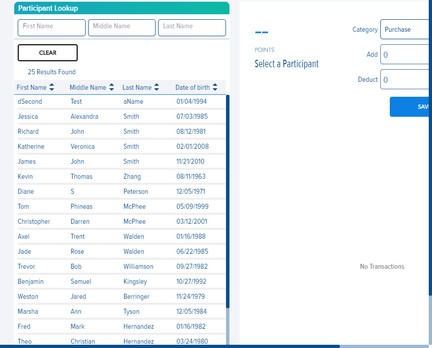 Participant Lookup
First Name Middle Name Last Name
CLEAR
25 Results Found
First Name Middle Name Last Name Date of birth
dSecond Test aName 01/04/1994
Jessica Alexandra Smith 07/03/1985
Richard John Smith 08/12/1981
Katherine Veronica Smith 02/01/2008
James John Smith 11/21/2010
Kevin Thomas Zhang 08/11/1963
Diane S Peterson 12/05/1971
Tom Phineas McPhee 05/09/1999
Christopher Darren McPhee 03/12/2001
Axel Trent Walden 01/16/1988
Jade Rose Walden 06/22/1985
Trevor Bob Williamson 09/27/1982
Benjamin Samuel Kingsley 10/27/1992
Weston Jared Berringer 11/24/1979
Marsha Ann Tyson 12/05/1984
Fred Mark Hernandez 01/16/1982
Theo Christian Hernandez 03/24/1980
--
POINTS
Select a Participant
Category Purchase
Add 0
Deduct 0
SAV
No Transactions